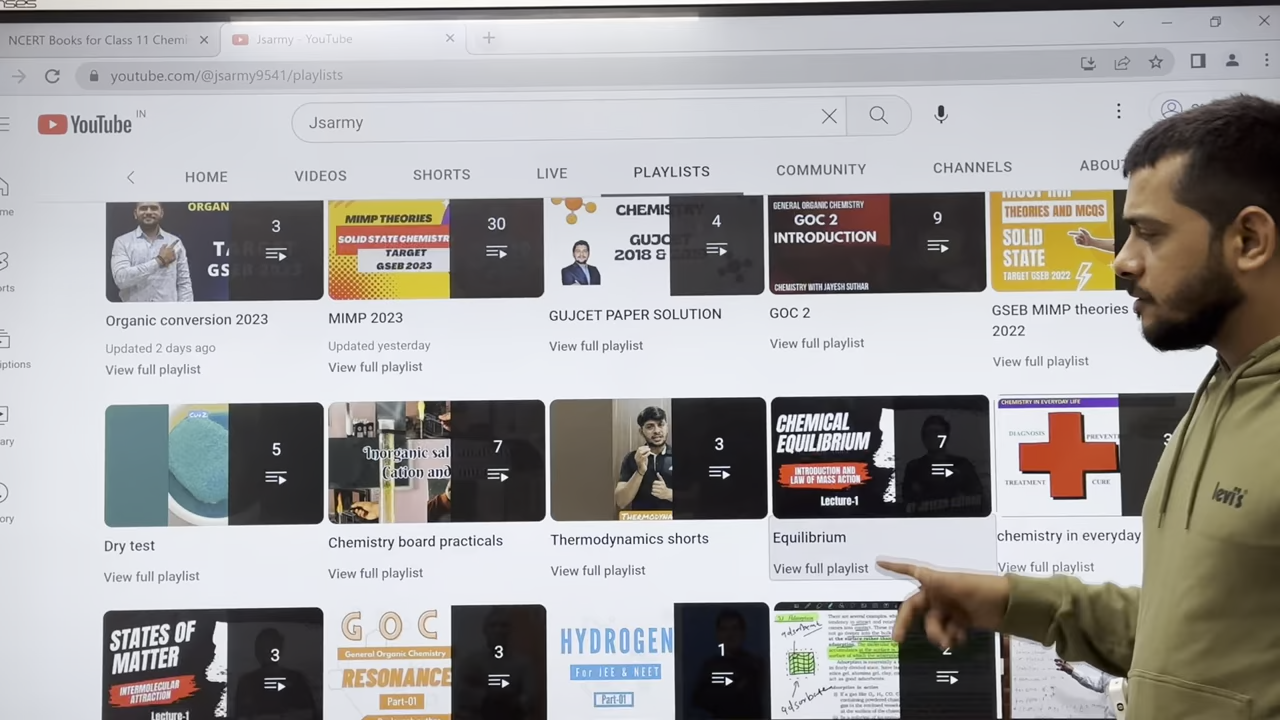 NCERT Books for Class 11 Chemi
Jsarmy - YouTube
youtube.com/@jsarmy9541/playlists
YouTube IN
Jsarmy
HOME
VIDEOS
SHORTS
LIVE
PLAYLISTS
COMMUNITY
CHANNELS
ABOU
ORGAN
3
Organic conversion 2023
Updated 2 days ago
View full playlist
MIMP THEORIES
SOLID STATE CHEMISTR
TARGET
GSEB 2023
30
MIMP 2023
Updated yesterday
View full playlist
CHEMIST
GUJC
2018 &
4
GUJCET PAPER SOLUTION
View full playlist
GENERAL ORGANIC CHEMISTRY
GOC 2
INTRODUCTION
CHEMISTRY WITH JAYESH SUTHAR
9
GOC 2
View full playlist
THEORIES AND MCQS
SOLID
STATE
TARGET GSEB 2022
GSEB MIMP theories
2022
View full playlist
5
Dry test
View full playlist
Inorganic sal
Cation and
7
Chemistry board practicals
View full playlist
THERMODYNA
3
Thermodynamics shorts
View full playlist
CHEMICAL
EQUILIBRIUM
INTRODUCTION AND
LAW OF MASS ACTION
Lecture-1
7
Equilibrium
View full playlist
CHEMISTRY IN EVERYDAY LIFE
DIAGNOSIS
PREVENT
TREATMENT
CURE
3
chemistry in everyday
View full playlist
STATES OF
MATTER
INTERMOLECULAR
ATTRACTION
Lecture-1
3
GOC
General Organic Chemistry
RESONANCE
Part-01
3
HYDROGEN
For JEE & NEET
Part-01
1
2
levi's